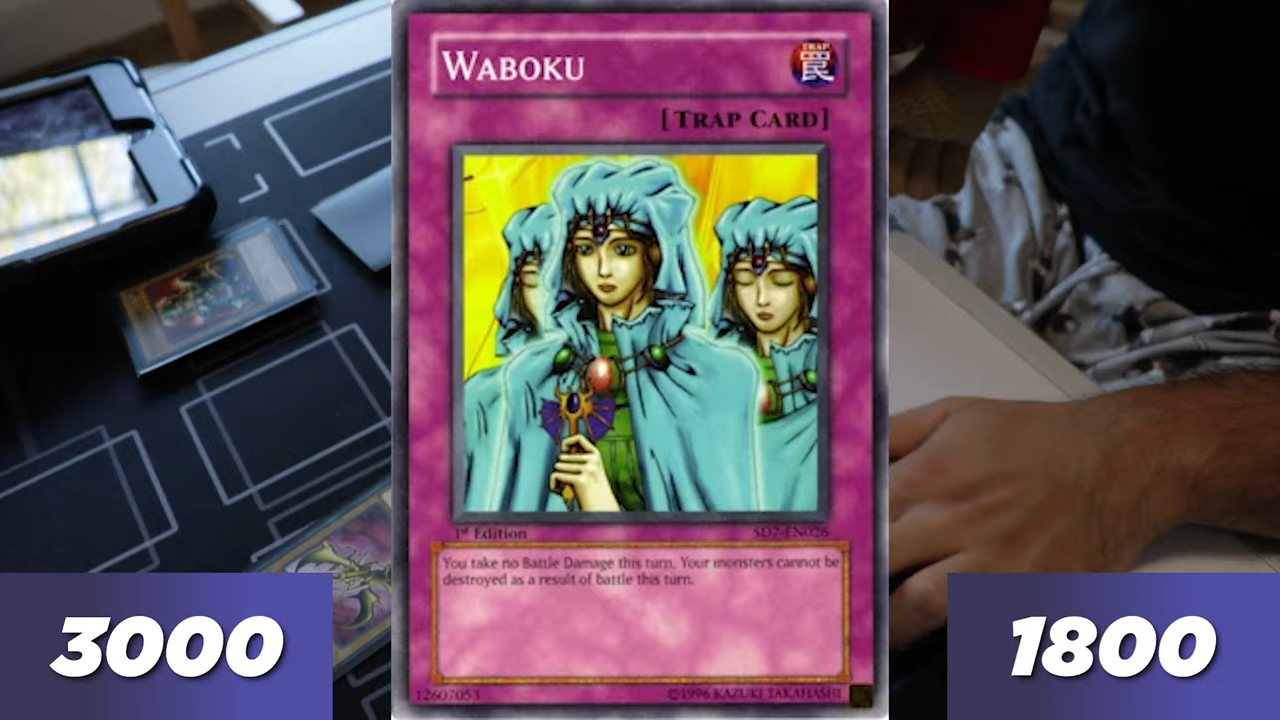 WABOKU
TRAP
罠
[TRAP CARD]
1st Edition
SD7-EN026
You take no Battle Damage this turn. Your monsters cannot be
destroyed as a result of battle this turn.
12607053
©1996 KAZUKI TAKAHASHI
3000
1800